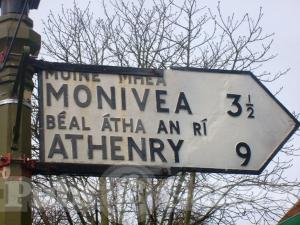 MUINE MHEÁ
MONIVEA 3½
BÉAL ÁTHA AN RÍ
ATHENRY 9